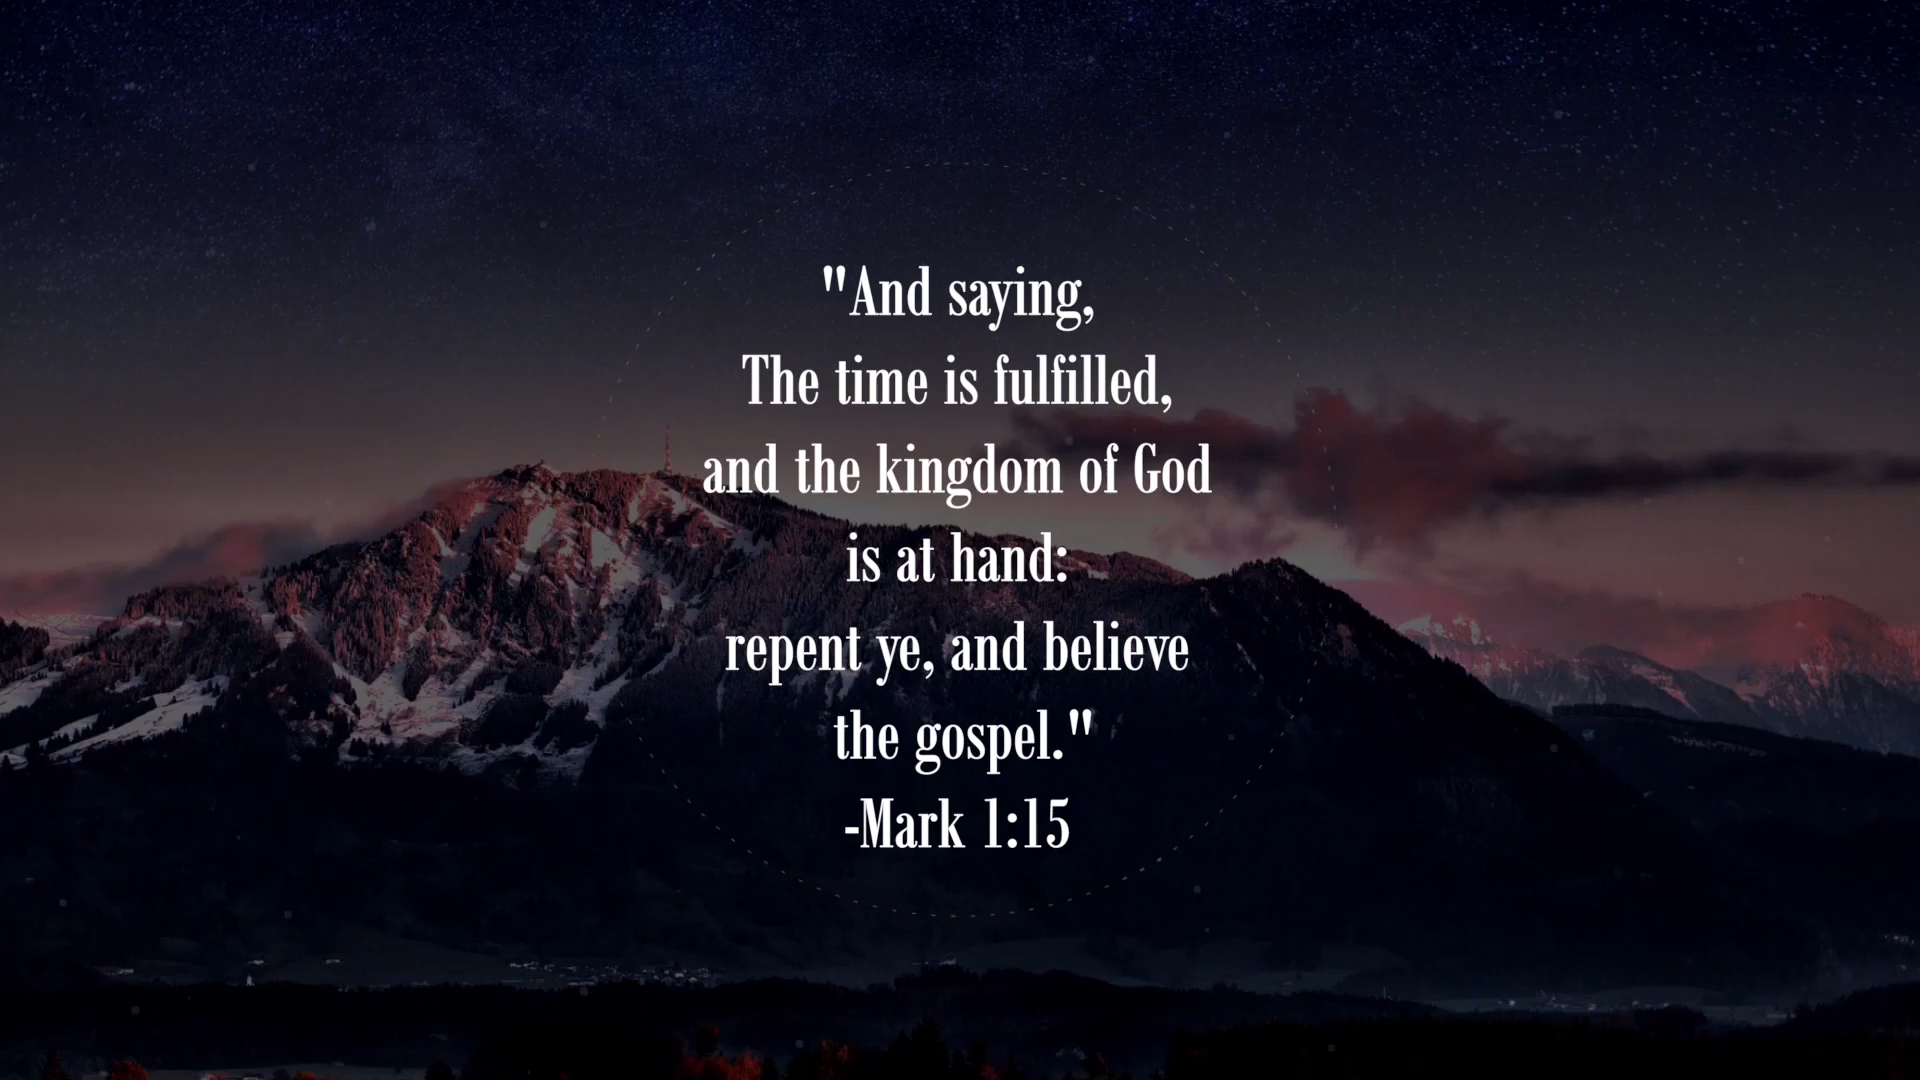 "And saying,
The time is fulfilled,
and the kingdom of God
is at hand:
repent ye, and believe
the gospel."
-Mark 1:15